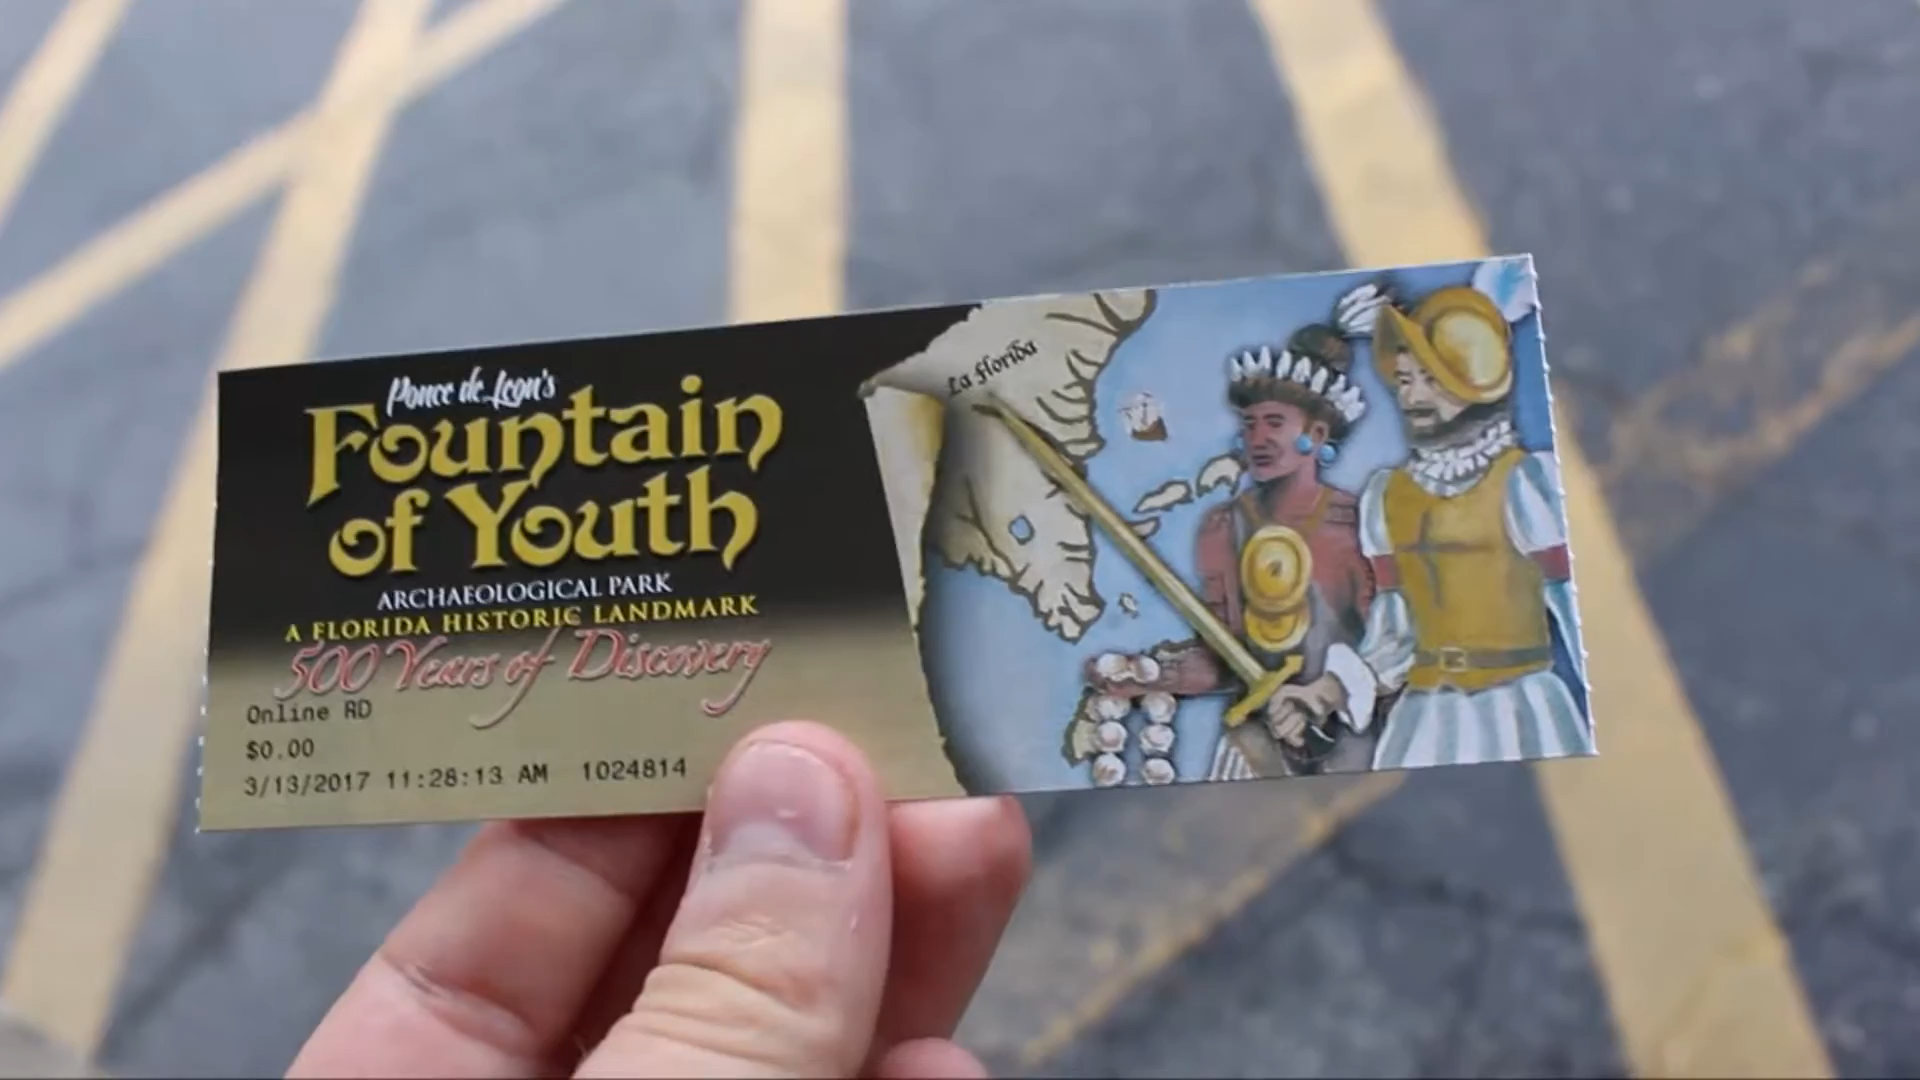 Ponce de Leon's
Fountain
of Youth
ARCHAEOLOGICAL PARK
A FLORIDA HISTORIC LANDMARK
500 Years of Discovery
Online RD
$0.00
3/13/2017 11:28:13 AM 1024814
La Florida